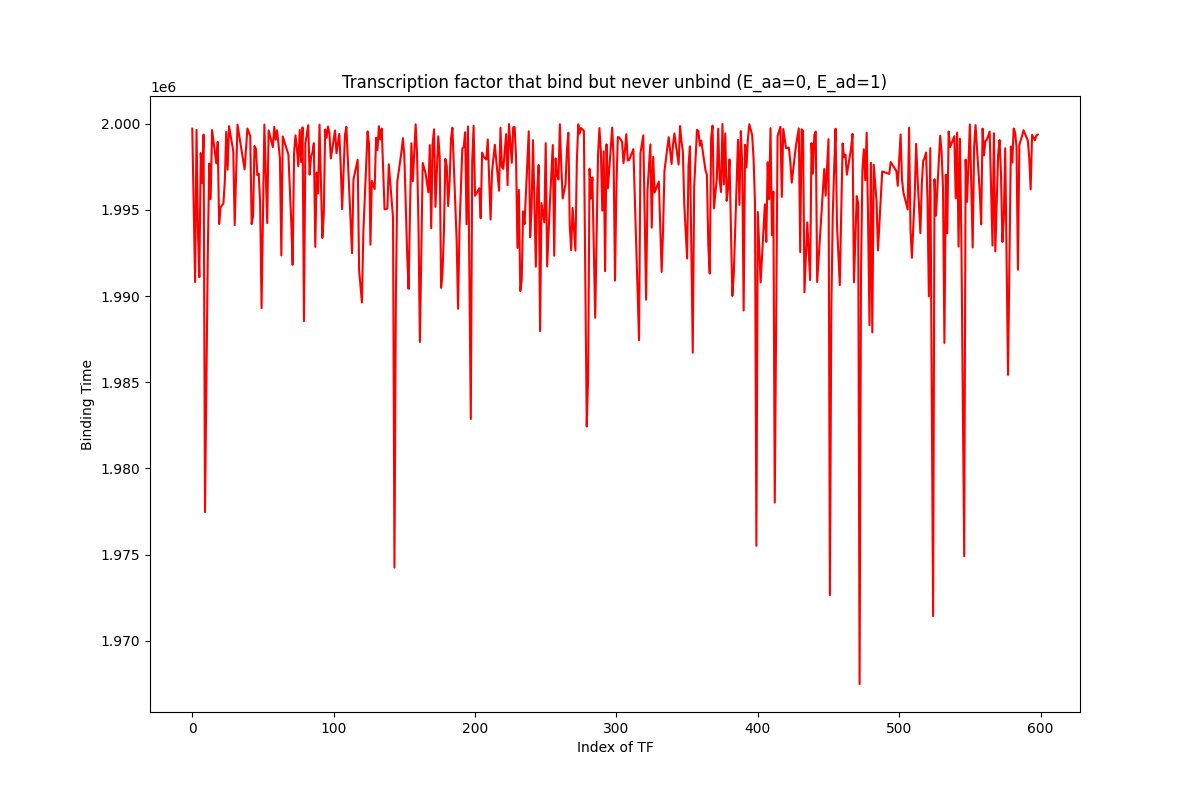 Transcription factor that bind but never unbind (E_aa=0, E_ad=1)
1e6
2.000
1.995
1.990
1.985
1.980
1.975
1.970
Binding Time
0 100 200 300 400 500 600
Index of TF